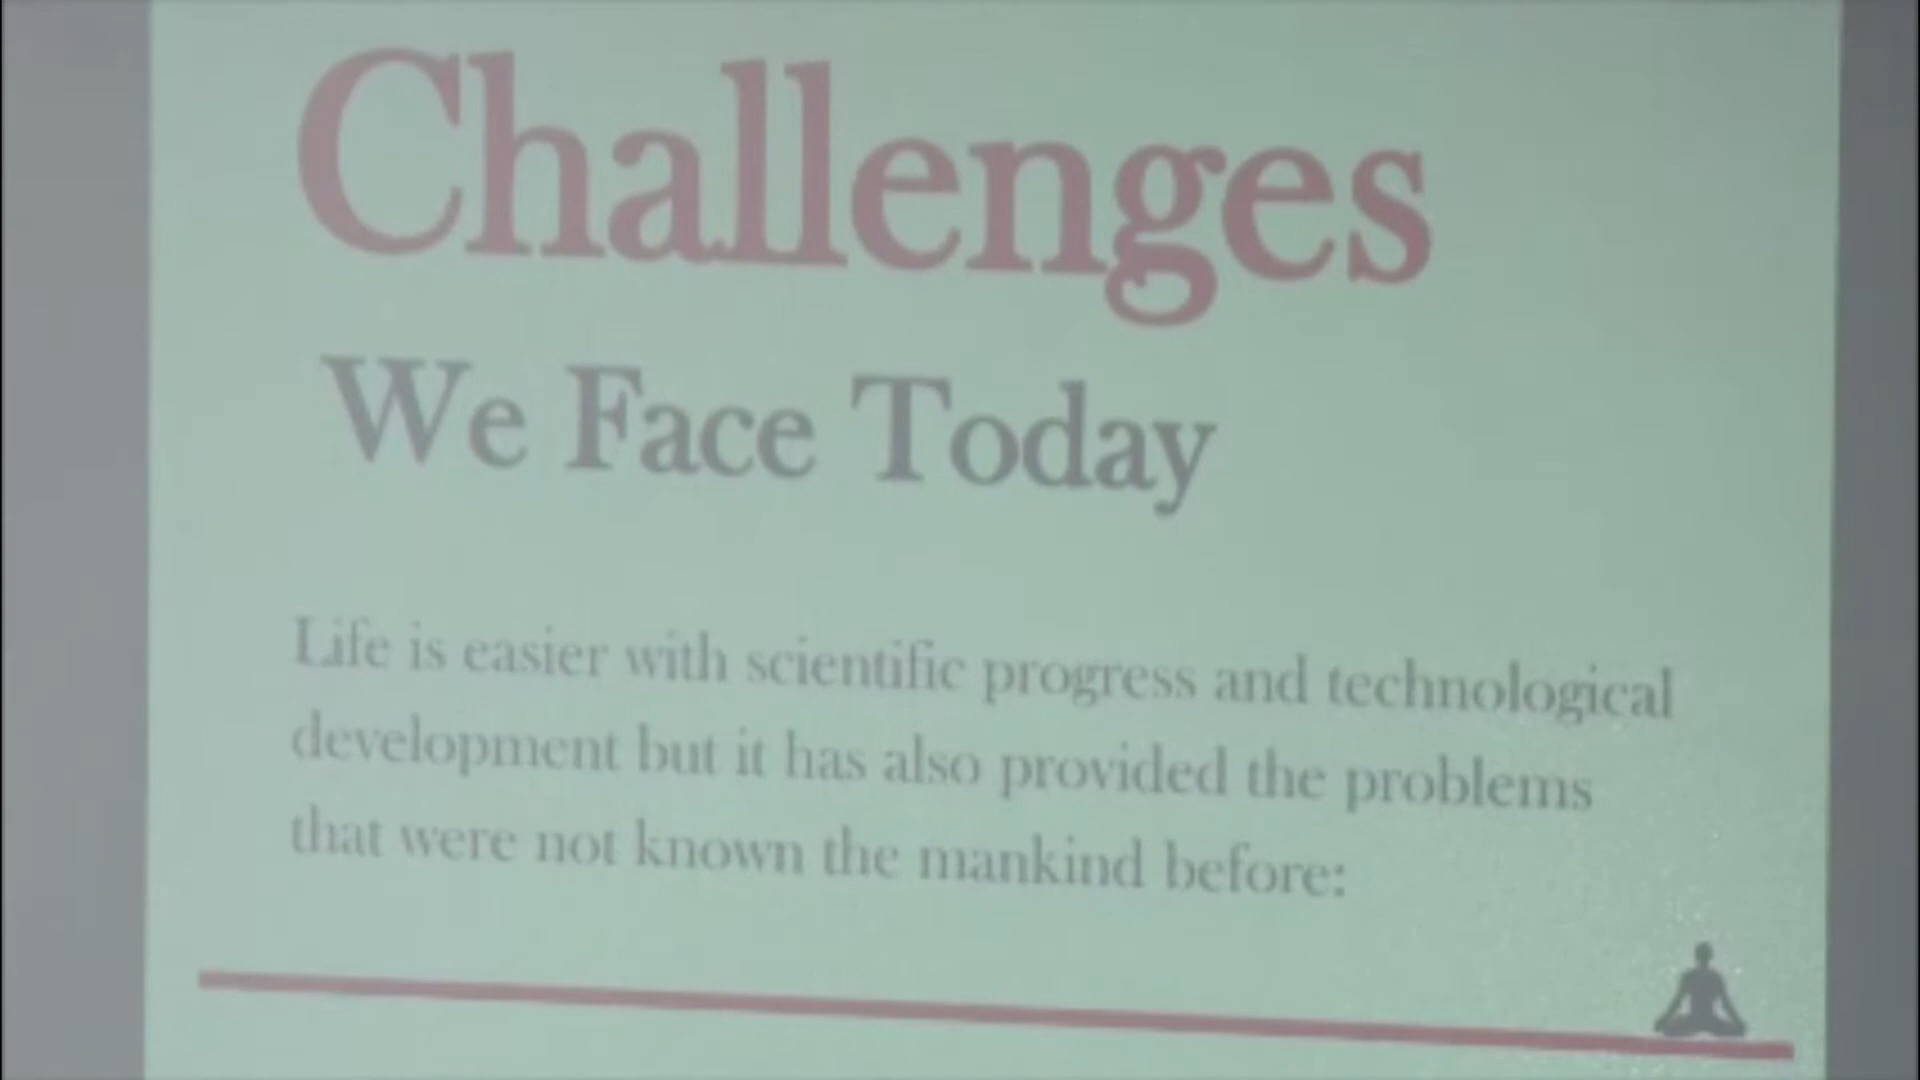 Challenges
We Face Today
Life is easier with scientific progress and technological
development but it has also provided the problems
that were not known the mankind before: